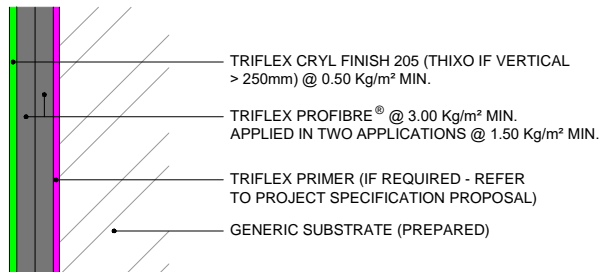 TRIFLEX CRYL FINISH 205 (THIXO IF VERTICAL
> 250mm) @ 0.50 Kg/m² MIN.
TRIFLEX PROFIBRE® @ 3.00 Kg/m² MIN.
APPLIED IN TWO APPLICATIONS @ 1.50 Kg/m² MIN.
TRIFLEX PRIMER (IF REQUIRED - REFER
TO PROJECT SPECIFICATION PROPOSAL)
GENERIC SUBSTRATE (PREPARED)